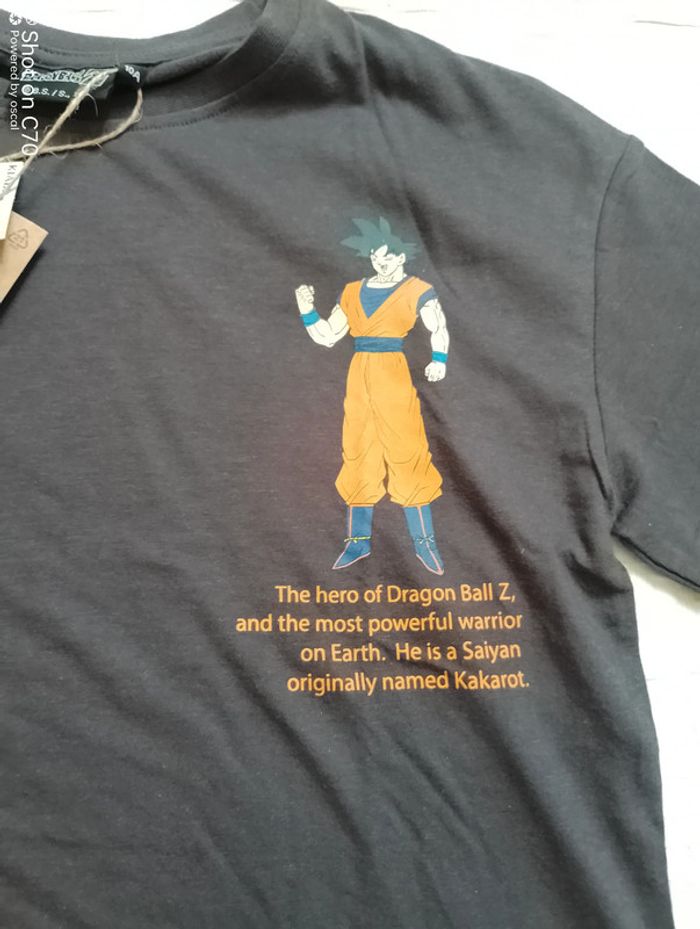 Shot on C70
Powered by oscal
10A
The hero of Dragon Ball Z,
and the most powerful warrior
on Earth. He is a Saiyan
originally named Kakarot.